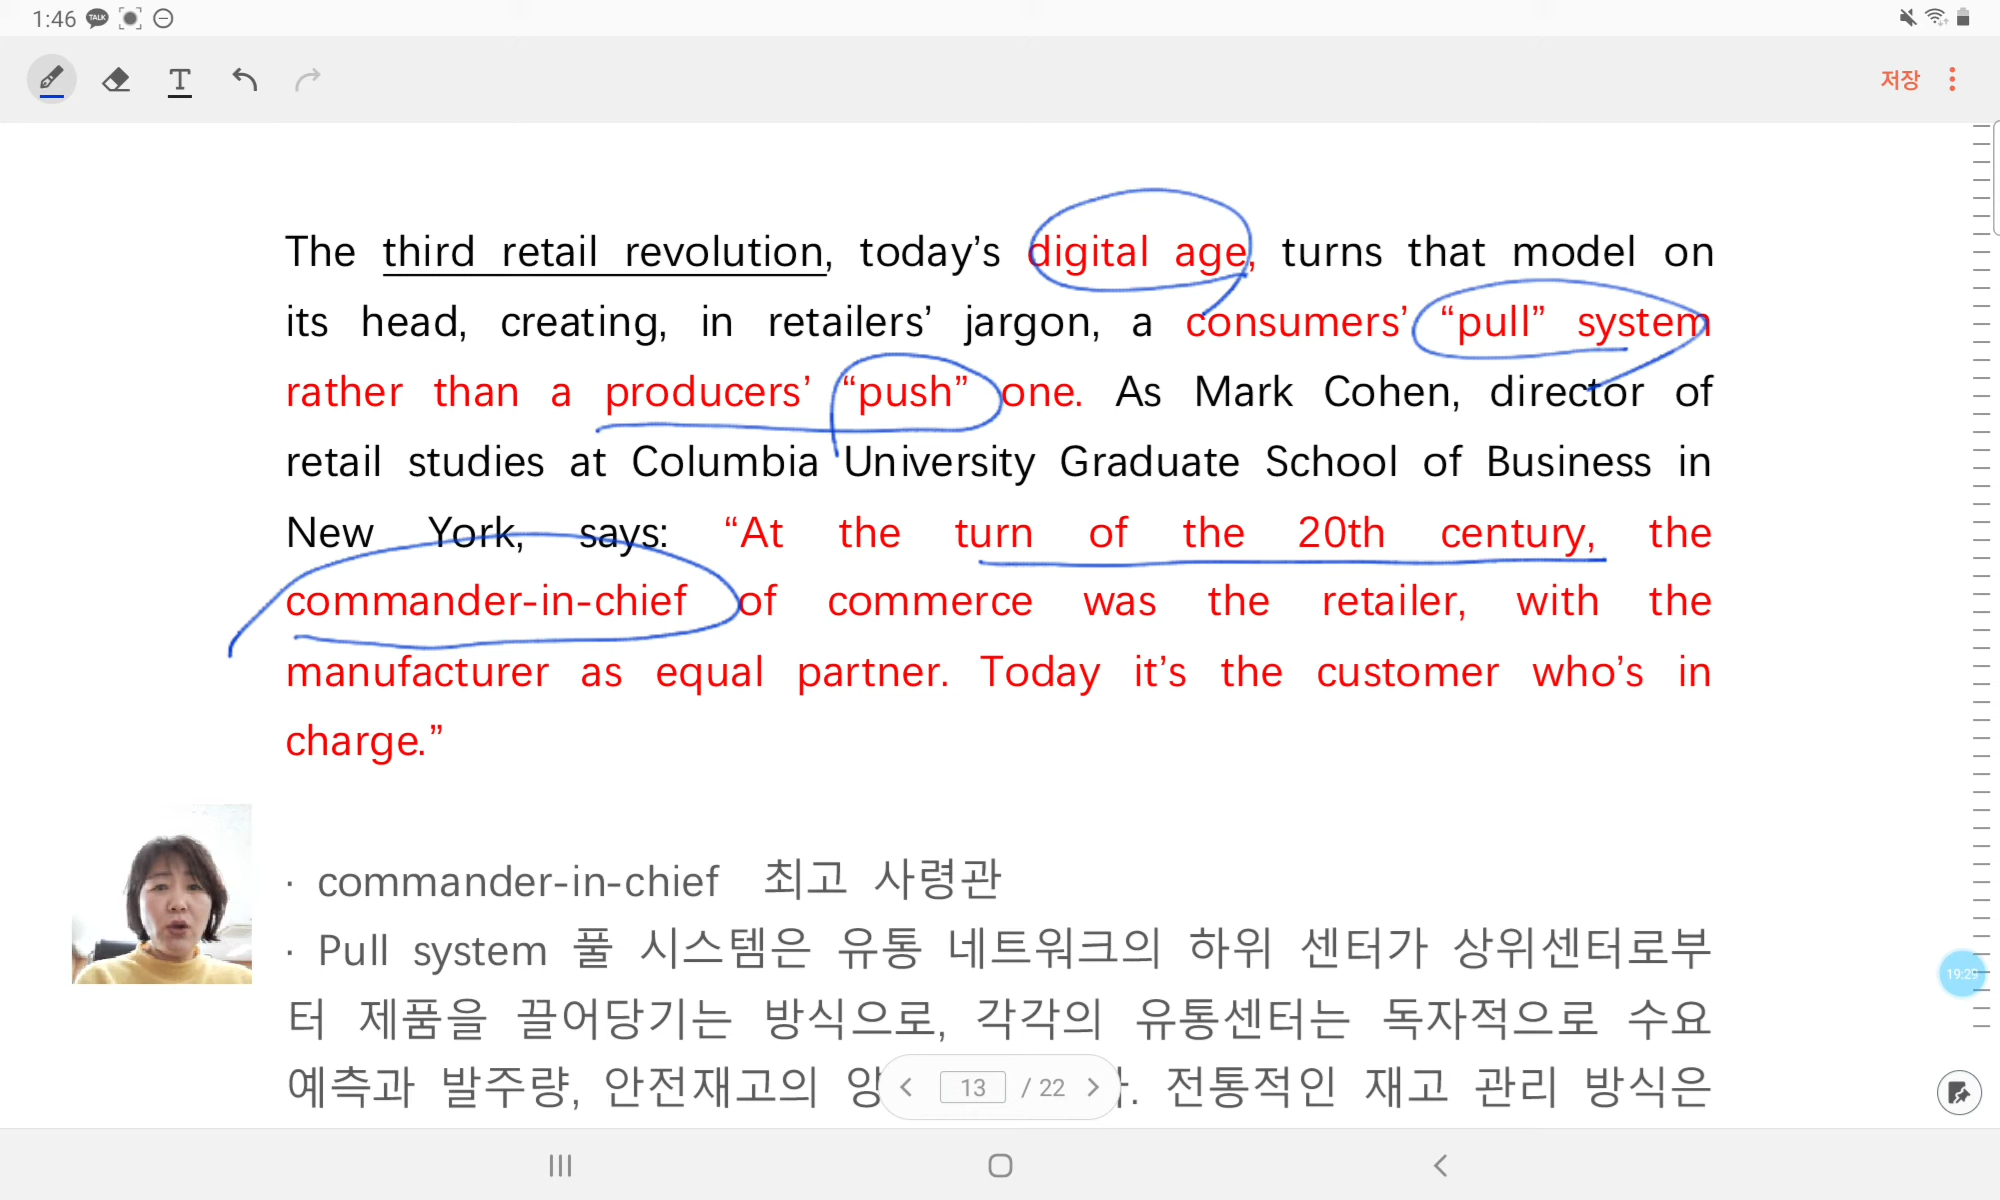 1:46 TALK
저장
The third retail revolution, today’s digital age, turns that model on
its head, creating, in retailers’ jargon, a consumers’ “pull” system
rather than a producers’ “push” one. As Mark Cohen, director of
retail studies at Columbia University Graduate School of Business in
New York, says: “At the turn of the 20th century, the
commander-in-chief of commerce was the retailer, with the
manufacturer as equal partner. Today it’s the customer who’s in
charge.”
· commander-in-chief 최고 사령관
· Pull system 풀 시스템은 유통 네트워크의 하위 센터가 상위센터로부
터 제품을 끌어당기는 방식으로, 각각의 유통센터는 독자적으로 수요
예측과 발주량, 안전재고의 전통적인 재고 관리 방식은
13 / 22
19:29